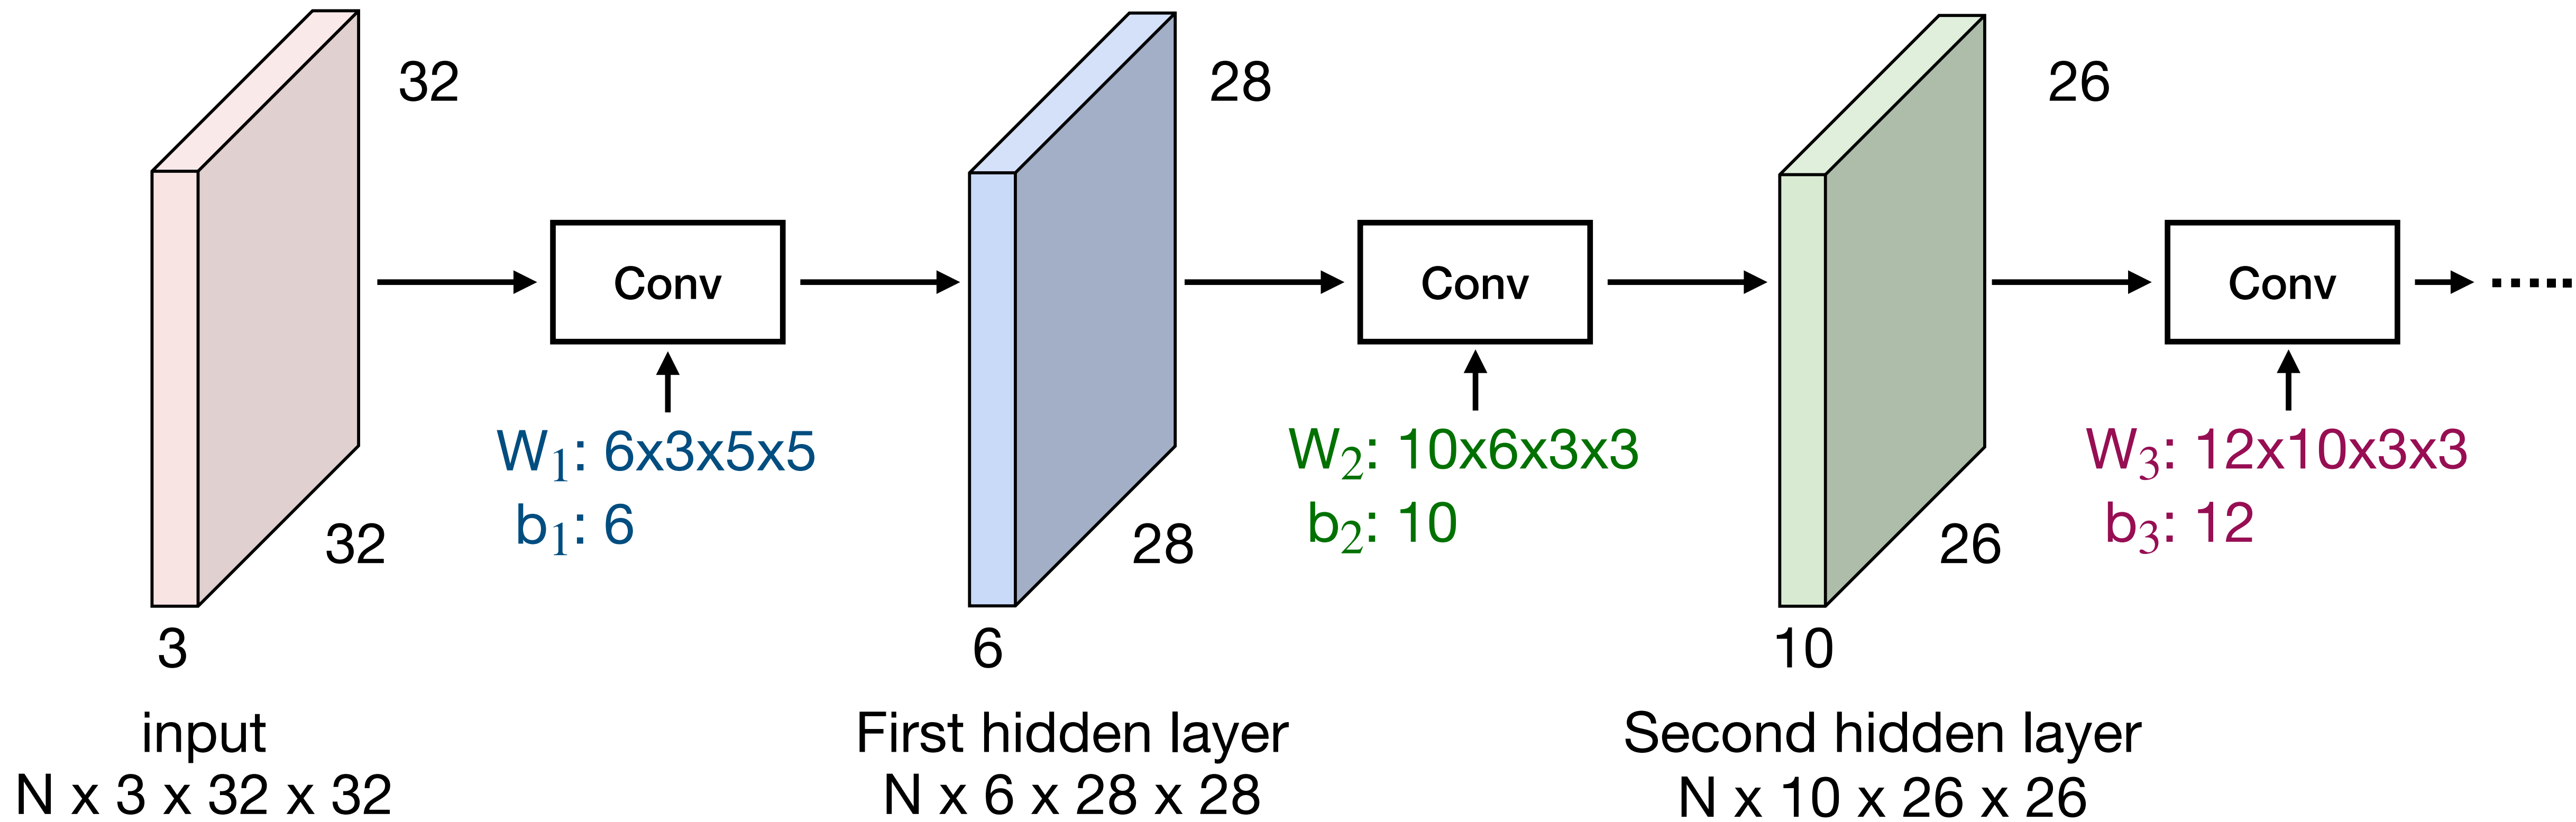 32
28
26
Conv
Conv
Conv
W₁: 6x3x5x5
W₂: 10x6x3x3
W₃: 12x10x3x3
b₁: 6
b₂: 10
b₃: 12
32
28
26
3
6
10
input
First hidden layer
Second hidden layer
N x 3 x 32 x 32
N x 6 x 28 x 28
N x 10 x 26 x 26